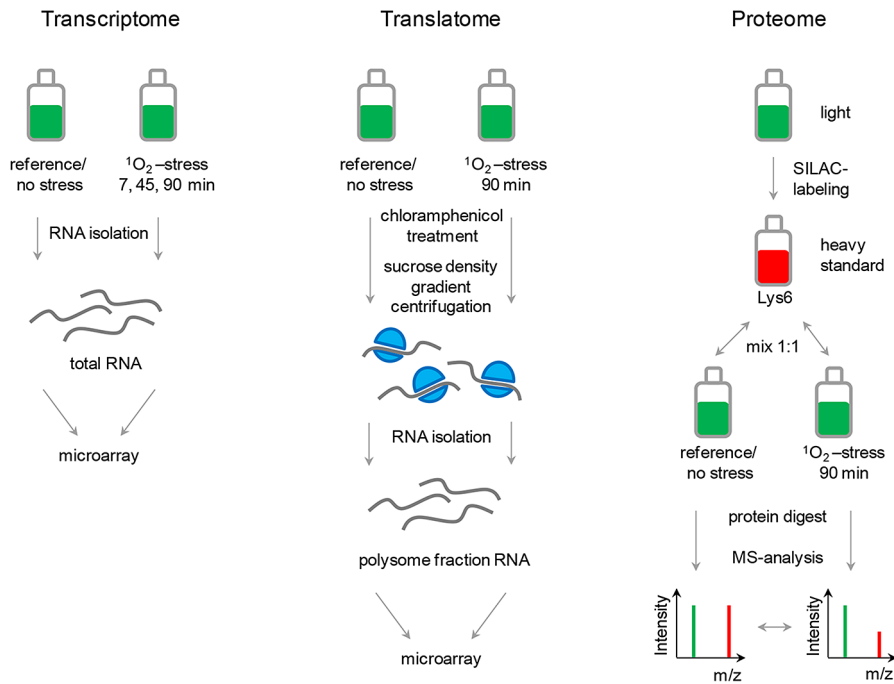 Transcriptome
reference/
no stress
¹O₂–stress
7, 45, 90 min
RNA isolation
total RNA
microarray
Translatome
reference/
no stress
¹O₂–stress
90 min
chloramphenicol
treatment
sucrose density
gradient
centrifugation
RNA isolation
polysome fraction RNA
microarray
Proteome
light
SILAC-
labeling
heavy
standard
Lys6
mix 1:1
reference/
no stress
¹O₂–stress
90 min
protein digest
MS-analysis
Intensity
m/z
Intensity
m/z